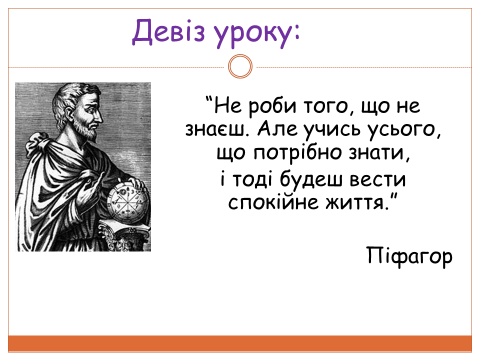 Девіз уроку:
“Не роби того, що не
знаєш. Але учись усього,
що потрібно знати,
і тоді будеш вести
спокійне життя.”
Піфагор